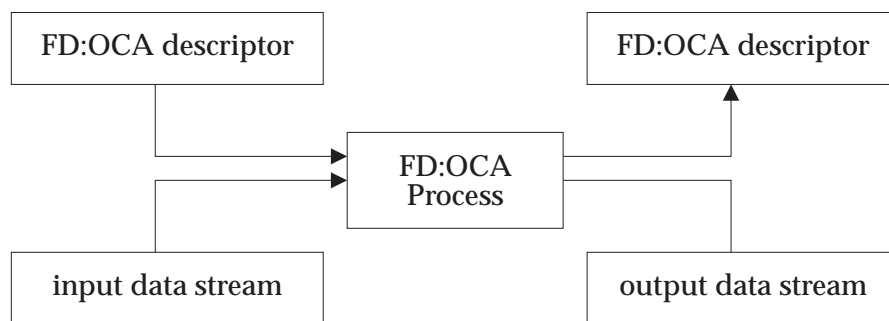 FD:OCA descriptor
FD:OCA descriptor
FD:OCA
Process
input data stream
output data stream